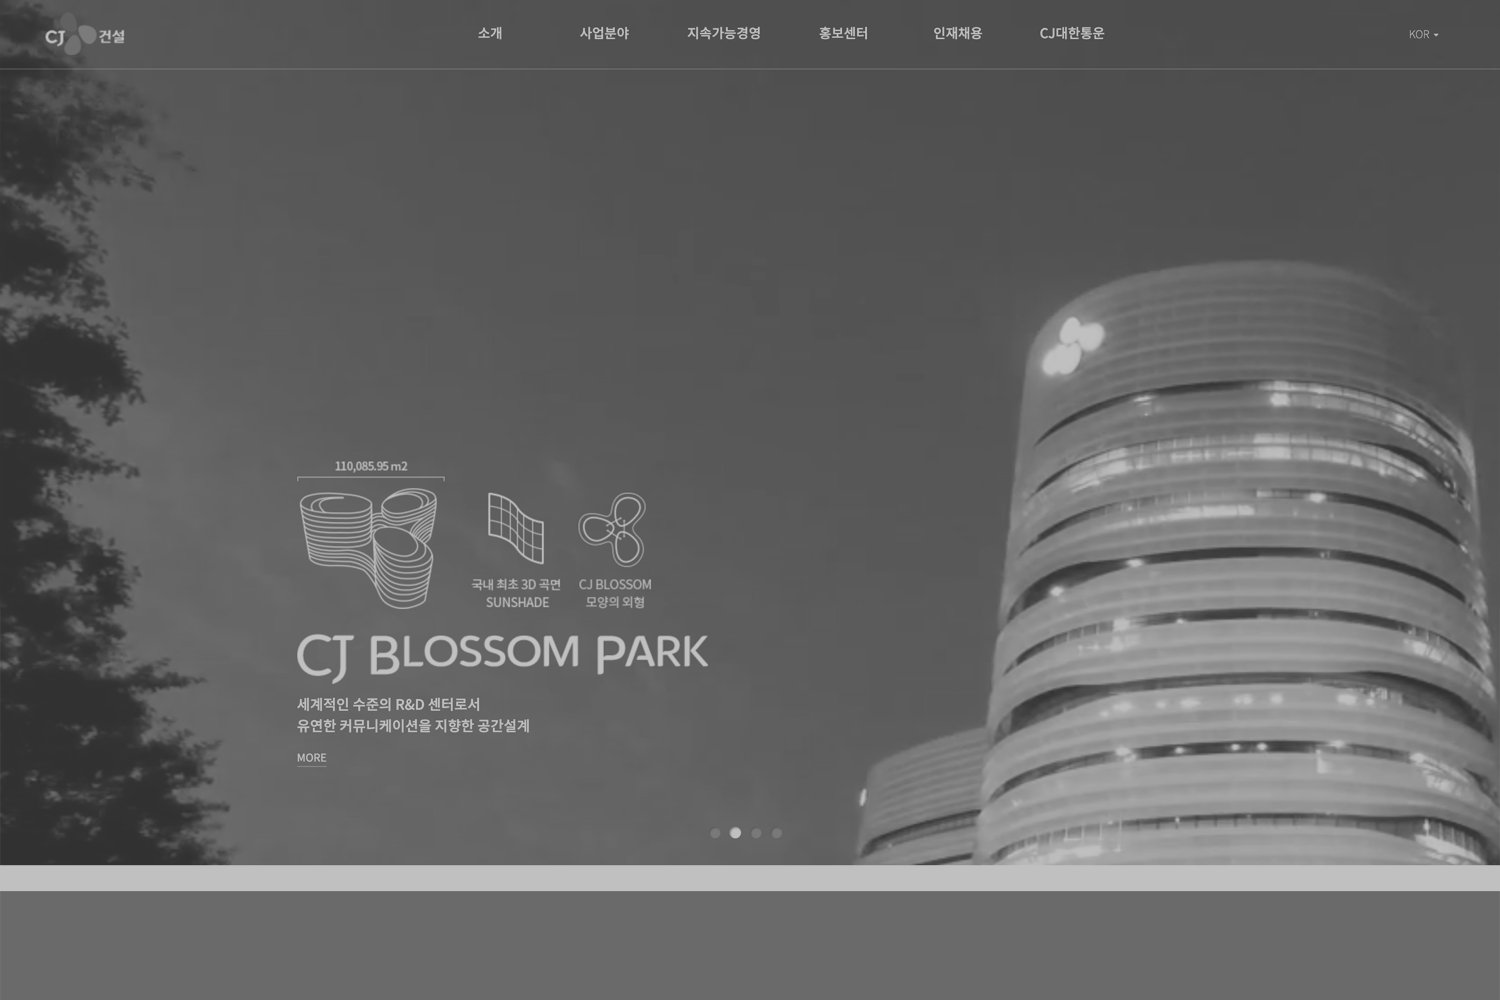 CJ 건설
소개
사업분야
지속가능경영
홍보센터
인재채용
CJ대한통운
KOR
110,085.95 m2
국내 최초 3D 곡면
SUNSHADE
CJ BLOSSOM
모양의 외형
CJ BLOSSOM PARK
세계적인 수준의 R&D 센터로서
유연한 커뮤니케이션을 지향한 공간설계
MORE